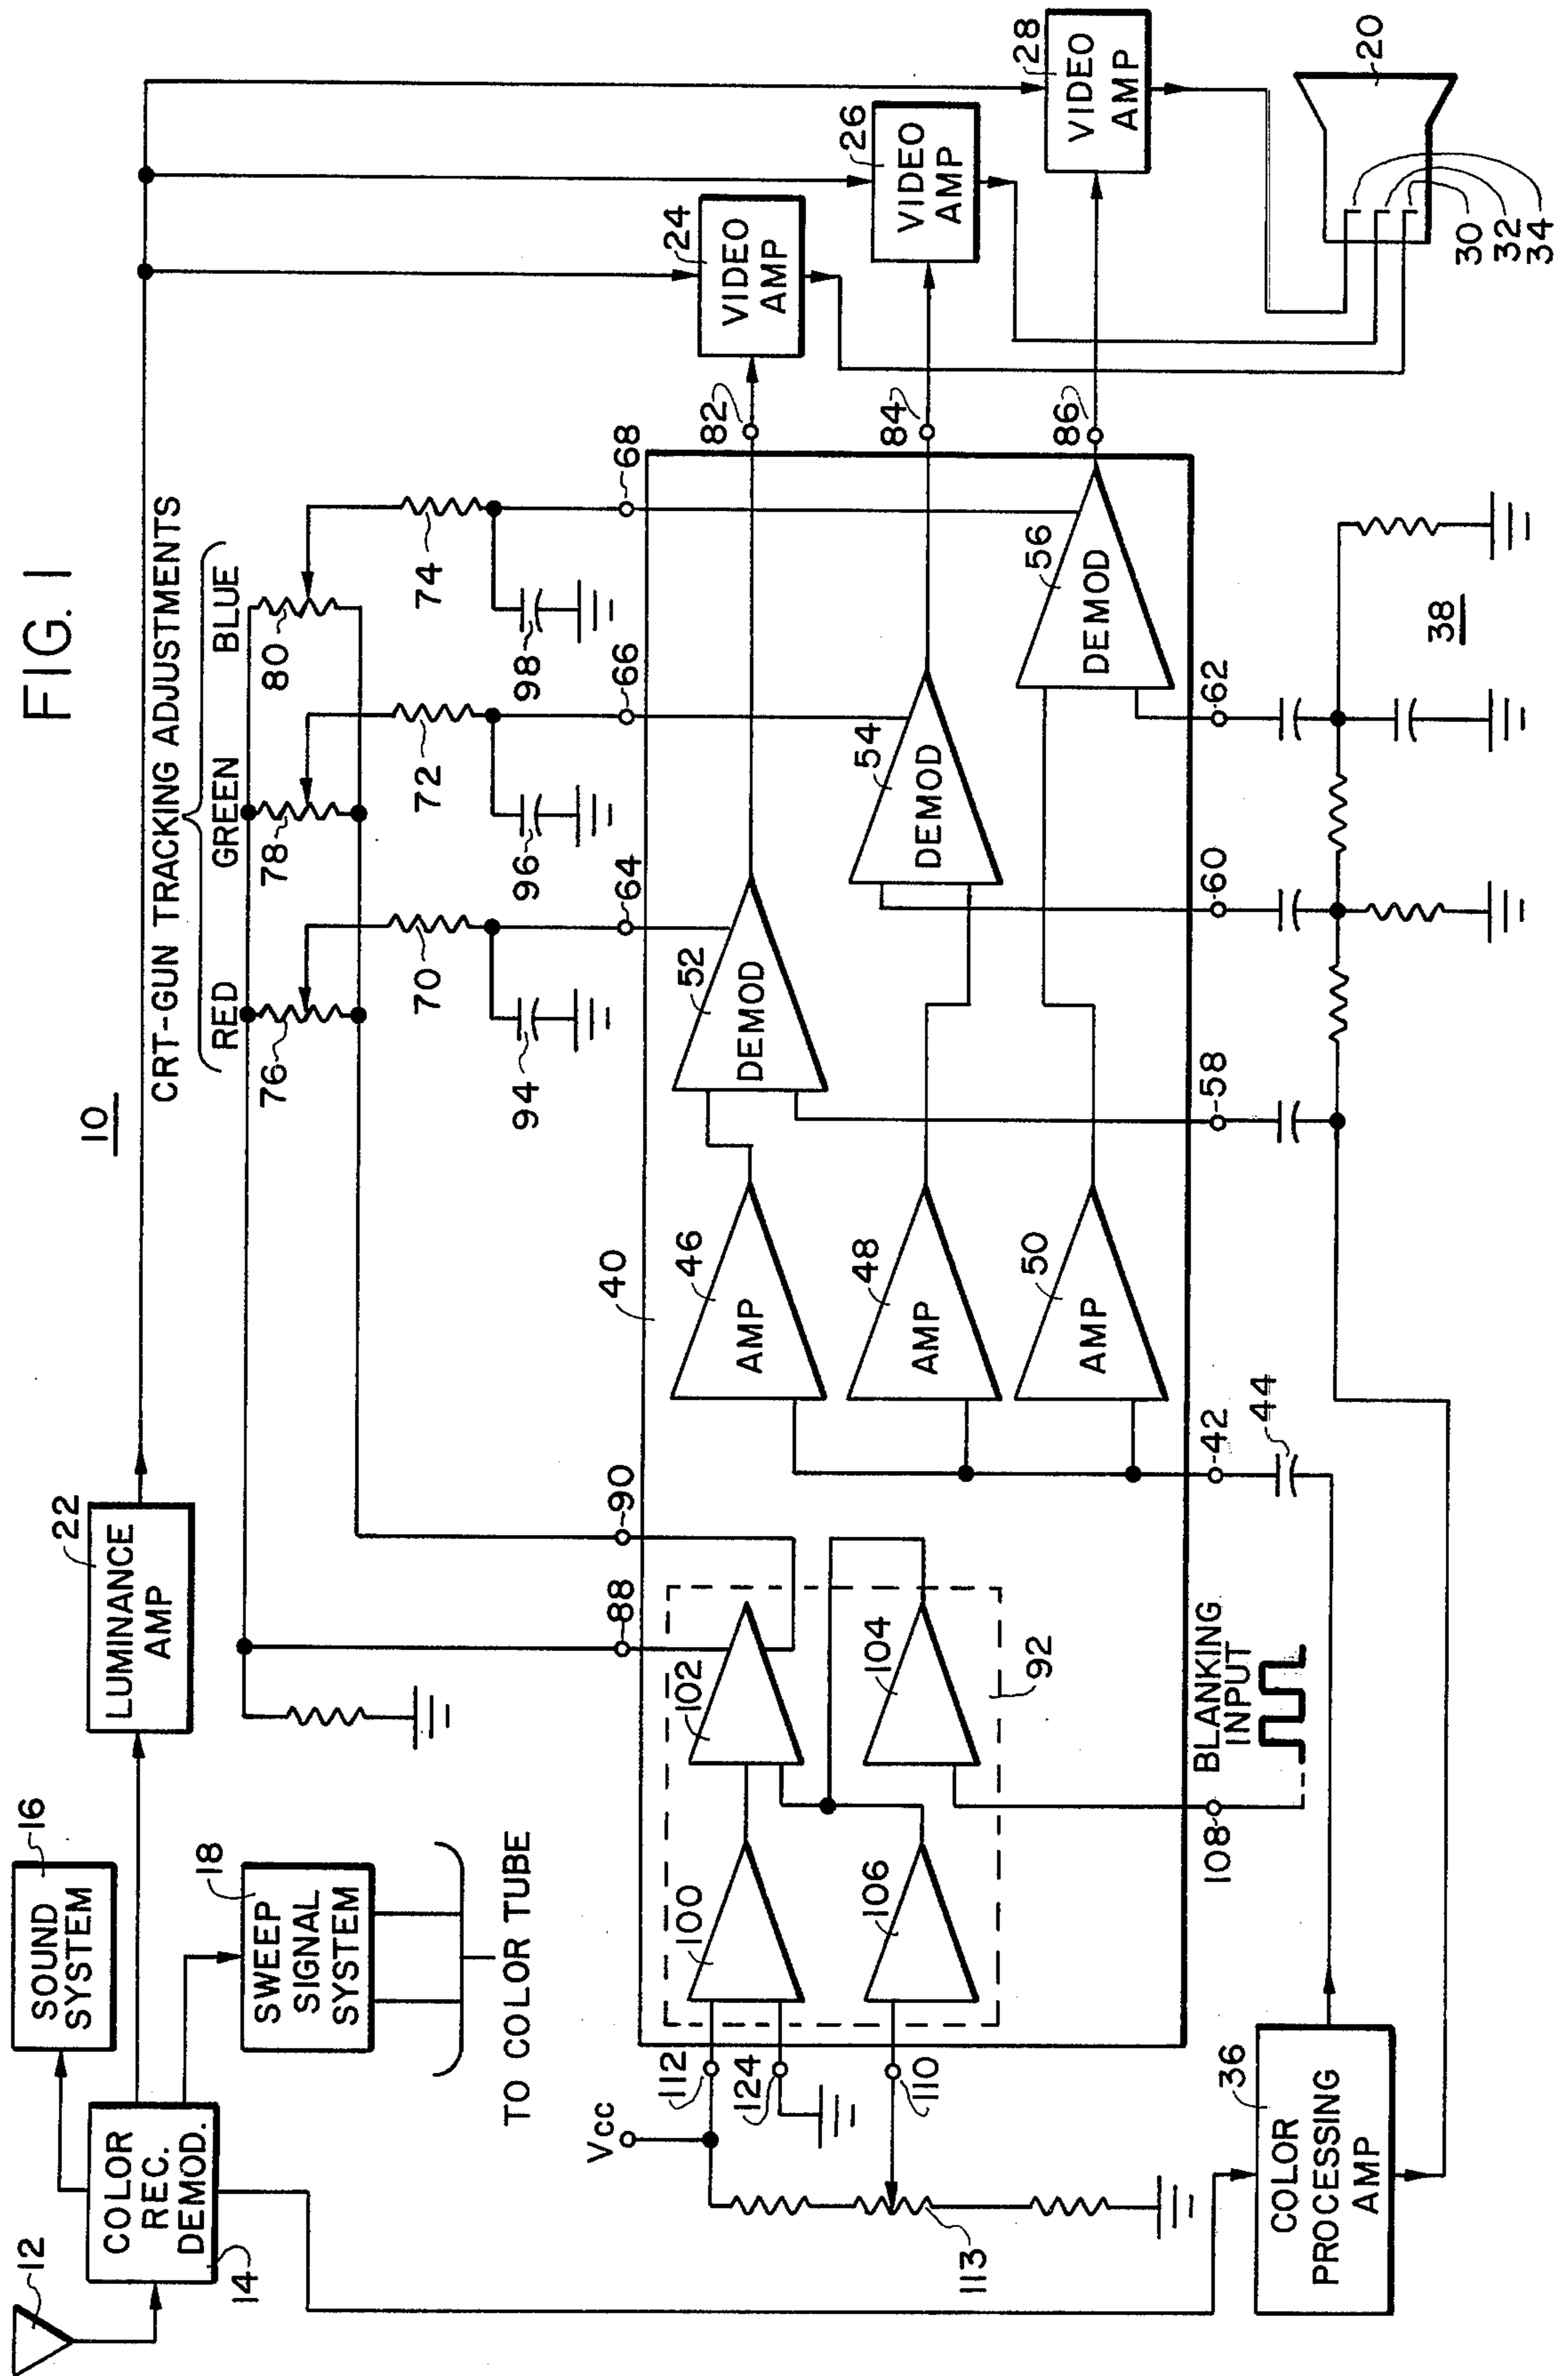 FIG. 1
10
12
COLOR
REC.
DEMOD.
14
SOUND
SYSTEM
16
SWEEP
SIGNAL
SYSTEM
18
TO COLOR TUBE
LUMINANCE
AMP
22
CRT-GUN TRACKING ADJUSTMENTS
RED
GREEN
BLUE
76
78
80
70
72
74
94
96
98
64
66
68
88
90
40
Vcc
112
124
110
113
100
102
104
106
92
108
BLANKING
INPUT
AMP
46
AMP
48
AMP
50
DEMOD
52
DEMOD
54
DEMOD
56
42
44
58
60
62
38
82
84
86
VIDEO
AMP
24
VIDEO
AMP
26
VIDEO
AMP
28
20
30
32
34
COLOR
PROCESSING
AMP
36